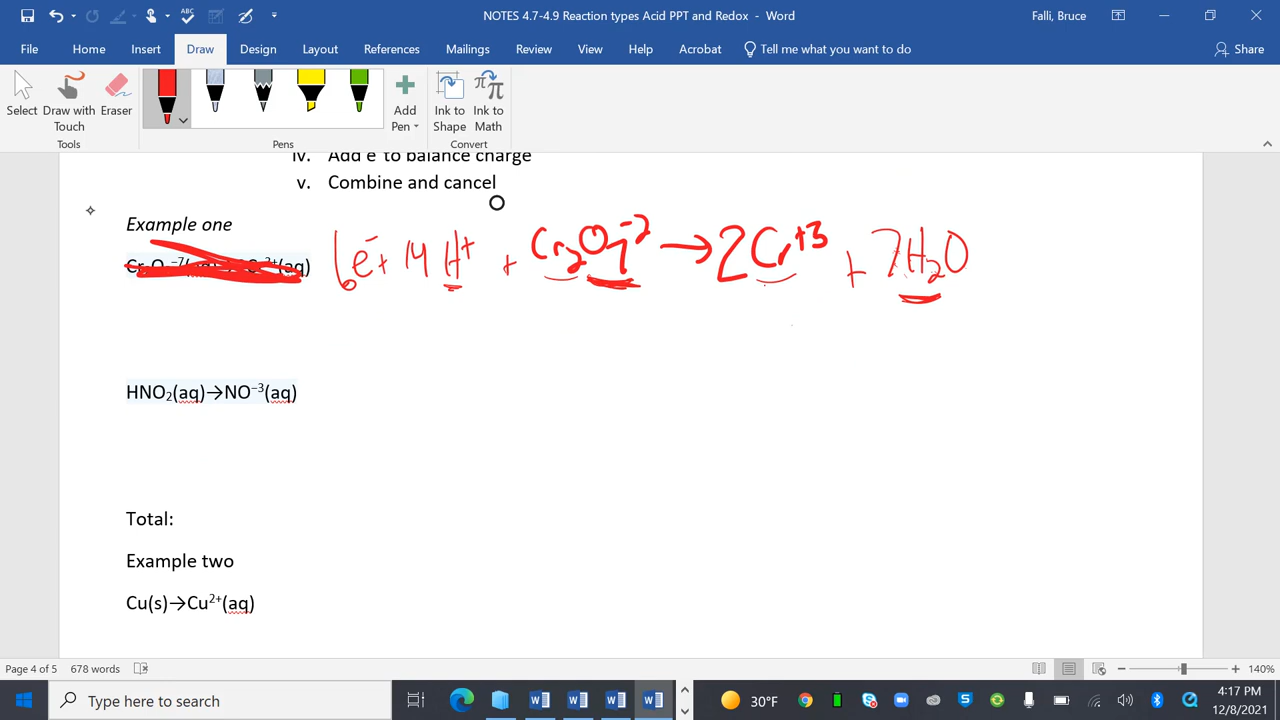 NOTES 4.7-4.9 Reaction types Acid PPT and Redox - Word
Falli, Bruce
File Home Insert Draw Design Layout References Mailings Review View Help Acrobat Tell me what you want to do Share
Select
Draw with Touch
Eraser
Add Pen
Ink to Shape
Ink to Math
Tools
Pens
Convert
iv. Add e to balance charge
v. Combine and cancel
Example one
6e⁻ + 14 H⁺ + Cr₂O₇⁻² → 2Cr⁺³ + 7H₂O
HNO₂(aq)→NO⁻³(aq)
Total:
Example two
Cu(s)→Cu²⁺(aq)
Page 4 of 5 678 words 140%
Type here to search
30°F
4:17 PM
12/8/2021